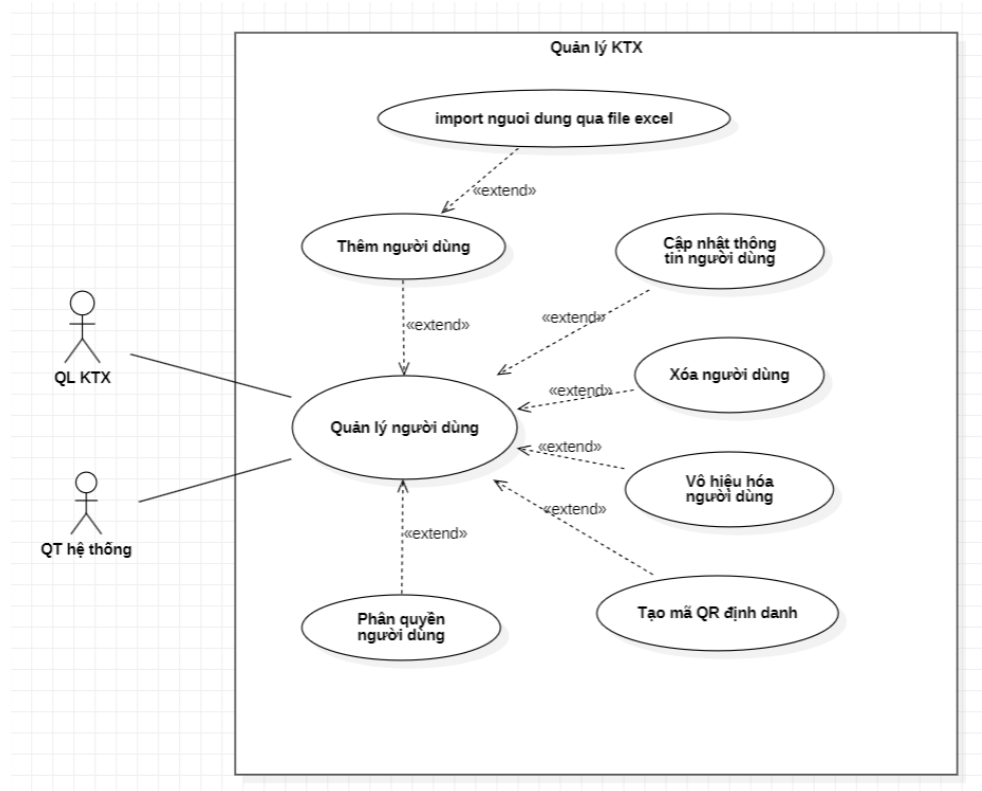 Quản lý KTX
import nguoi dung qua file excel
«extend»
Thêm người dùng
Cập nhật thông
tin người dùng
«extend»
«extend»
QL KTX
Xóa người dùng
«extend»
Quản lý người dùng
«extend»
Vô hiệu hóa
người dùng
«extend»
QT hệ thống
«extend»
Phân quyền
người dùng
Tạo mã QR định danh